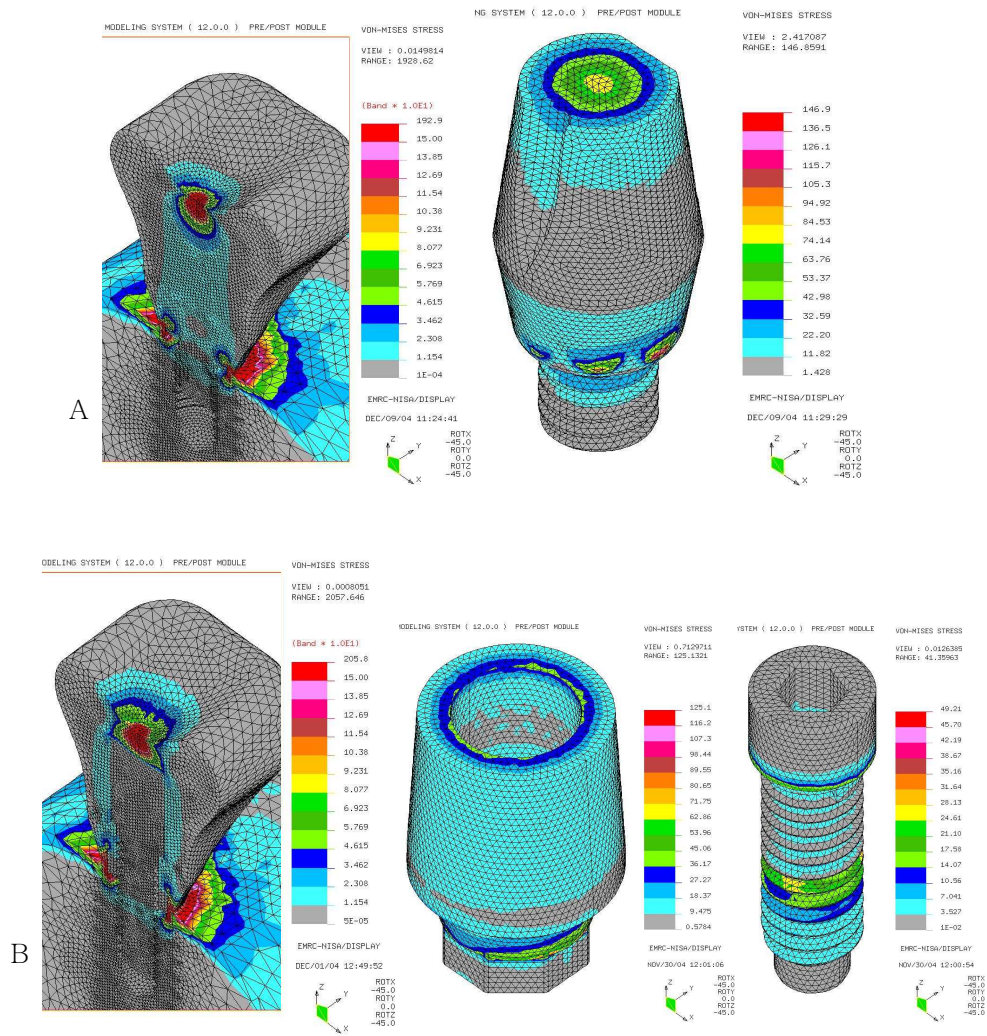 MODELING SYSTEM ( 12.0.0 ) PRE/POST MODULE
VON-MISES STRESS
VIEW : 0.0149814
RANGE: 1928.62
(Band * 1.0E1)
192.9
15.00
13.85
12.69
11.54
10.38
9.231
8.077
6.923
5.769
4.615
3.462
2.308
1.154
1E-04
EMRC-NISA/DISPLAY
DEC/09/04 11:24:41
ROTX
-45.0
ROTY
0.0
ROTZ
-45.0
Z
Y
X
A
NG SYSTEM ( 12.0.0 ) PRE/POST MODULE
VON-MISES STRESS
VIEW : 2.417087
RANGE: 146.8591
146.9
136.5
126.1
115.7
105.3
94.92
84.53
74.14
63.76
53.37
42.98
32.59
22.20
11.82
1.428
EMRC-NISA/DISPLAY
DEC/09/04 11:29:29
ROTX
-45.0
ROTY
0.0
ROTZ
-45.0
Z
Y
X
ODELING SYSTEM ( 12.0.0 ) PRE/POST MODULE
VON-MISES STRESS
VIEW : 0.0008051
RANGE: 2057.646
(Band * 1.0E1)
205.8
15.00
13.85
12.69
11.54
10.38
9.231
8.077
6.923
5.769
4.615
3.462
2.308
1.154
5E-05
EMRC-NISA/DISPLAY
DEC/01/04 12:49:52
ROTX
-45.0
ROTY
0.0
ROTZ
-45.0
Z
Y
X
B
MODELING SYSTEM ( 12.0.0 ) PRE/POST MODULE
VON-MISES STRESS
VIEW : 0.7129711
RANGE: 125.1321
125.1
116.2
107.3
98.44
89.55
80.65
71.75
62.86
53.96
45.06
36.17
27.27
18.37
9.475
0.5784
EMRC-NISA/DISPLAY
NOV/30/04 12:01:06
ROTX
-45.0
ROTY
0.0
ROTZ
-45.0
Z
Y
X
YSTEM ( 12.0.0 ) PRE/POST MODULE
VON-MISES STRESS
VIEW : 0.0126385
RANGE: 41.35963
49.21
45.70
42.19
38.67
35.16
31.64
28.13
24.61
21.10
17.58
14.07
10.56
7.041
3.527
1E-02
EMRC-NISA/DISPLAY
NOV/30/04 12:00:54
ROTX
-45.0
ROTY
0.0
ROTZ
-45.0
Z
Y
X